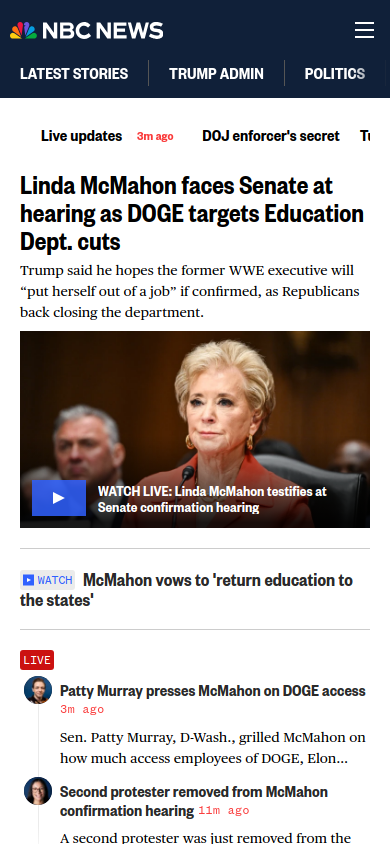 NBC NEWS
LATEST STORIES
TRUMP ADMIN
POLITICS
Live updates 3m ago DOJ enforcer's secret
Linda McMahon faces Senate at
hearing as DOGE targets Education
Dept. cuts
Trump said he hopes the former WWE executive will
“put herself out of a job” if confirmed, as Republicans
back closing the department.
WATCH LIVE: Linda McMahon testifies at
Senate confirmation hearing
WATCH McMahon vows to 'return education to
the states'
LIVE
Patty Murray presses McMahon on DOGE access
3m ago
Sen. Patty Murray, D-Wash., grilled McMahon on
how much access employees of DOGE, Elon...
Second protester removed from McMahon
confirmation hearing 11m ago
A second protester was just removed from the